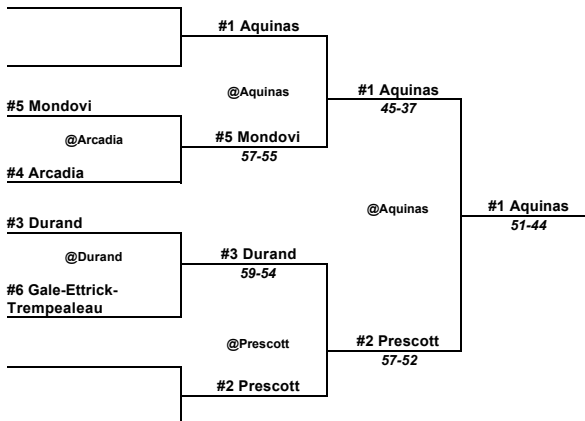 #1 Aquinas
@Aquinas
#1 Aquinas
#5 Mondovi
45-37
@Arcadia
#5 Mondovi
57-55
#4 Arcadia
@Aquinas
#1 Aquinas
51-44
#3 Durand
@Durand
#3 Durand
59-54
#6 Gale-Ettrick-
Trempealeau
@Prescott
#2 Prescott
57-52
#2 Prescott